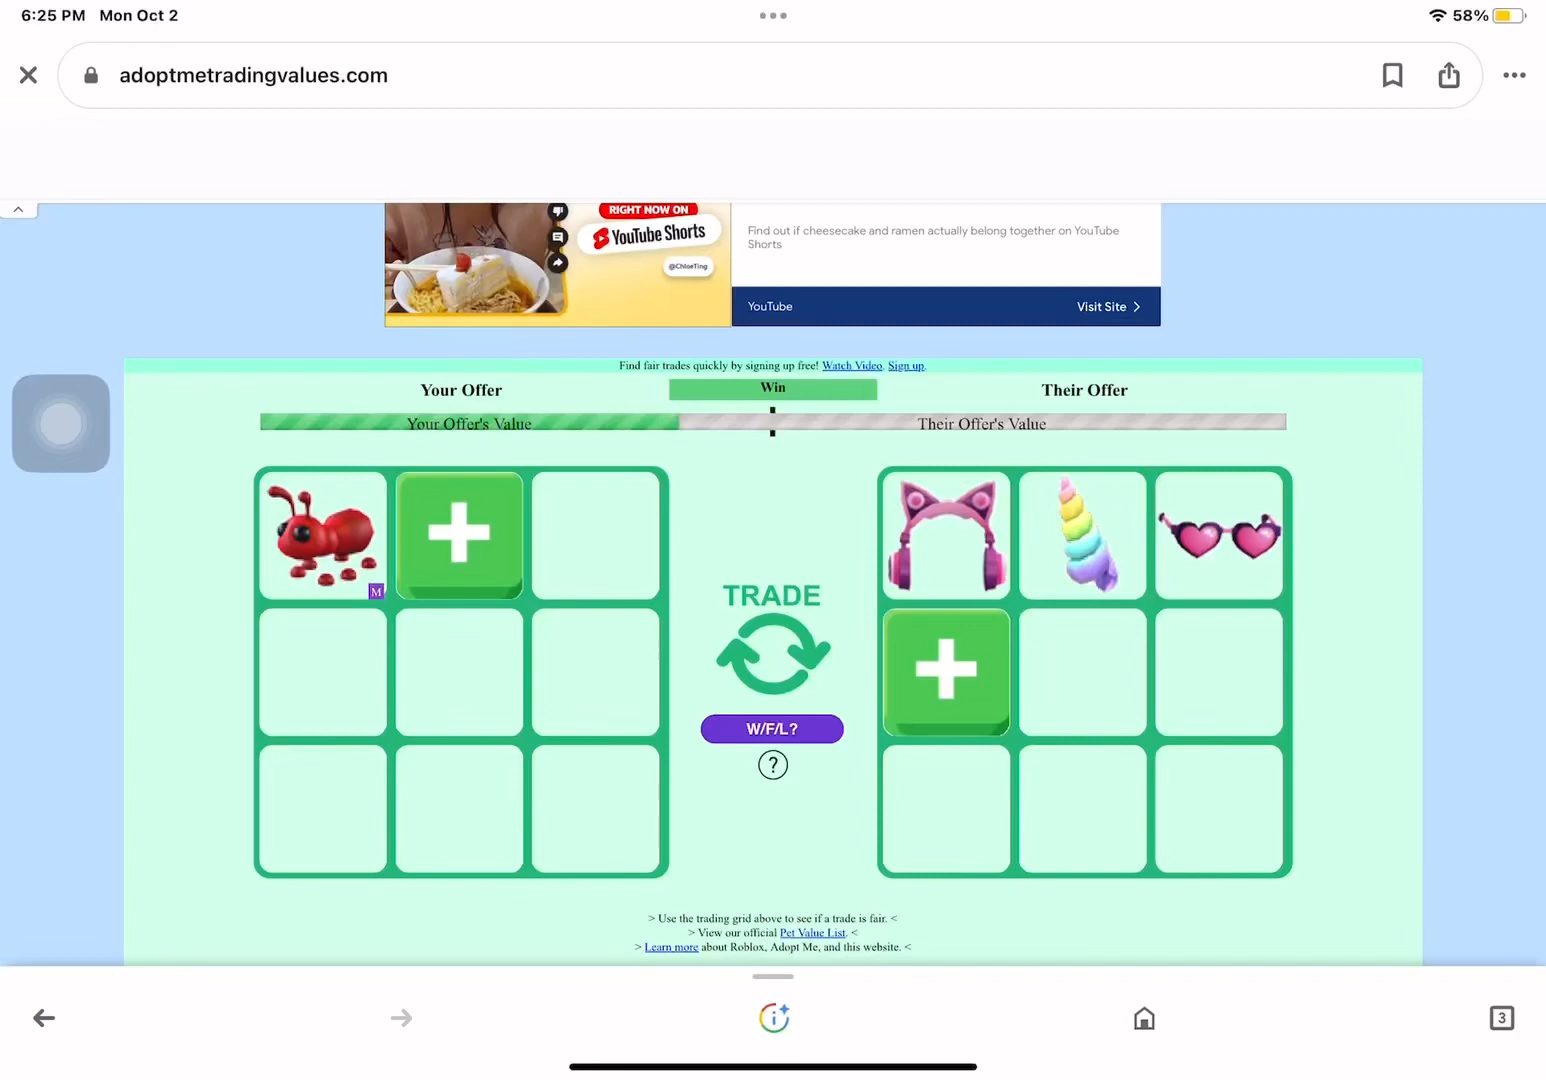 6:25 PM Mon Oct 2
58%
adoptmetradingvalues.com
RIGHT NOW ON
YouTube Shorts
@ChloeTing
Find out if cheesecake and ramen actually belong together on YouTube
Shorts
YouTube
Visit Site
Find fair trades quickly by signing up free! Watch Video. Sign up.
Your Offer
Win
Their Offer
Your Offer's Value
Their Offer's Value
M
TRADE
W/F/L?
?
> Use the trading grid above to see if a trade is fair. <
> View our official Pet Value List. <
> Learn more about Roblox, Adopt Me, and this website. <
3